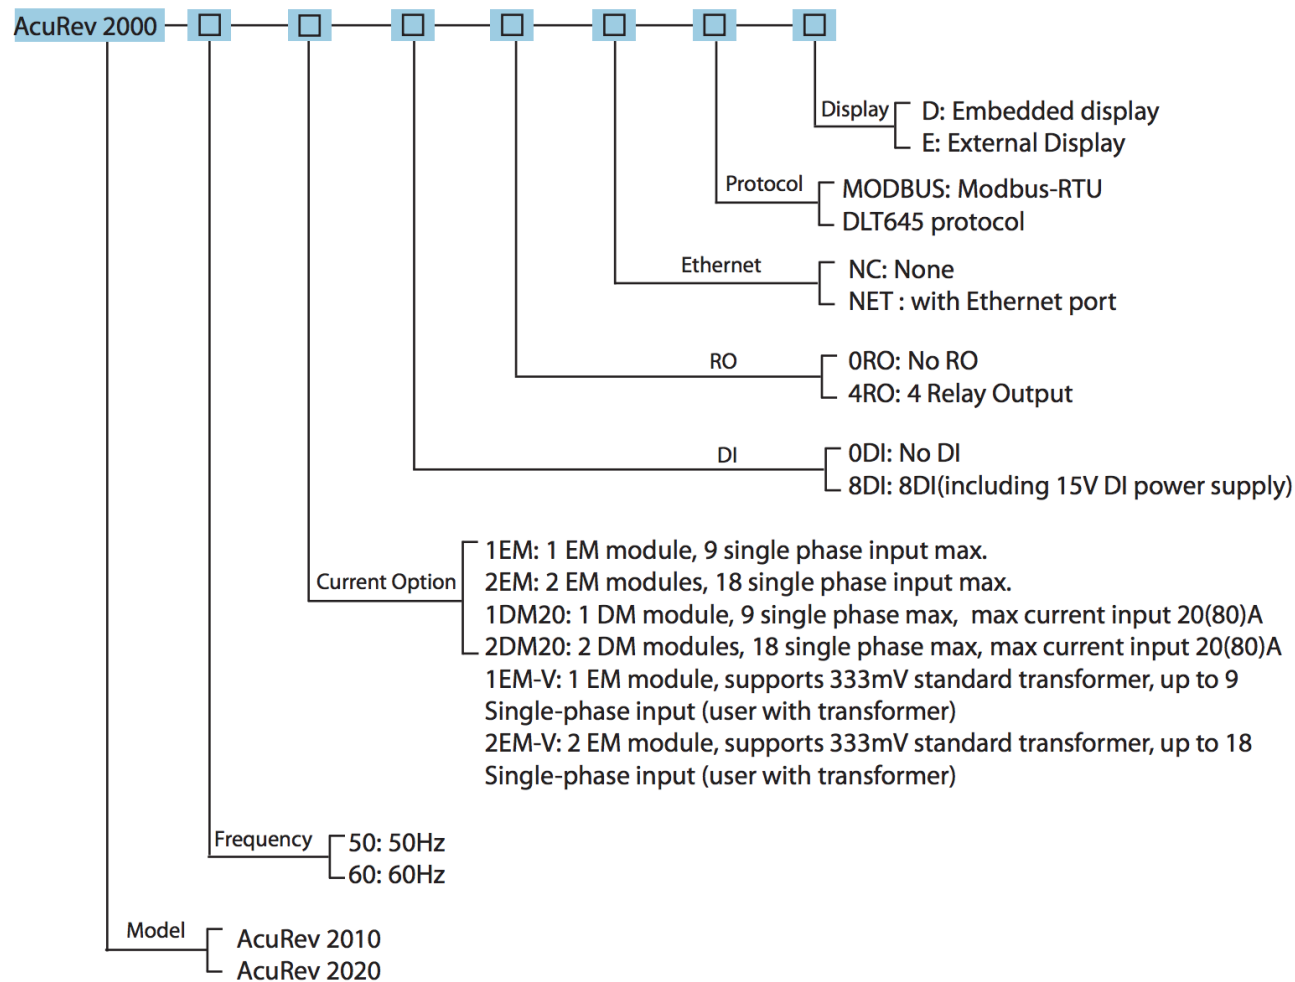 AcuRev 2000
Display
D: Embedded display
E: External Display
Protocol
MODBUS: Modbus-RTU
DLT645 protocol
Ethernet
NC: None
NET : with Ethernet port
RO
0RO: No RO
4RO: 4 Relay Output
DI
0DI: No DI
8DI: 8DI(including 15V DI power supply)
Current Option
1EM: 1 EM module, 9 single phase input max.
2EM: 2 EM modules, 18 single phase input max.
1DM20: 1 DM module, 9 single phase max, max current input 20(80)A
2DM20: 2 DM modules, 18 single phase max, max current input 20(80)A
1EM-V: 1 EM module, supports 333mV standard transformer, up to 9
Single-phase input (user with transformer)
2EM-V: 2 EM module, supports 333mV standard transformer, up to 18
Single-phase input (user with transformer)
Frequency
50: 50Hz
60: 60Hz
Model
AcuRev 2010
AcuRev 2020